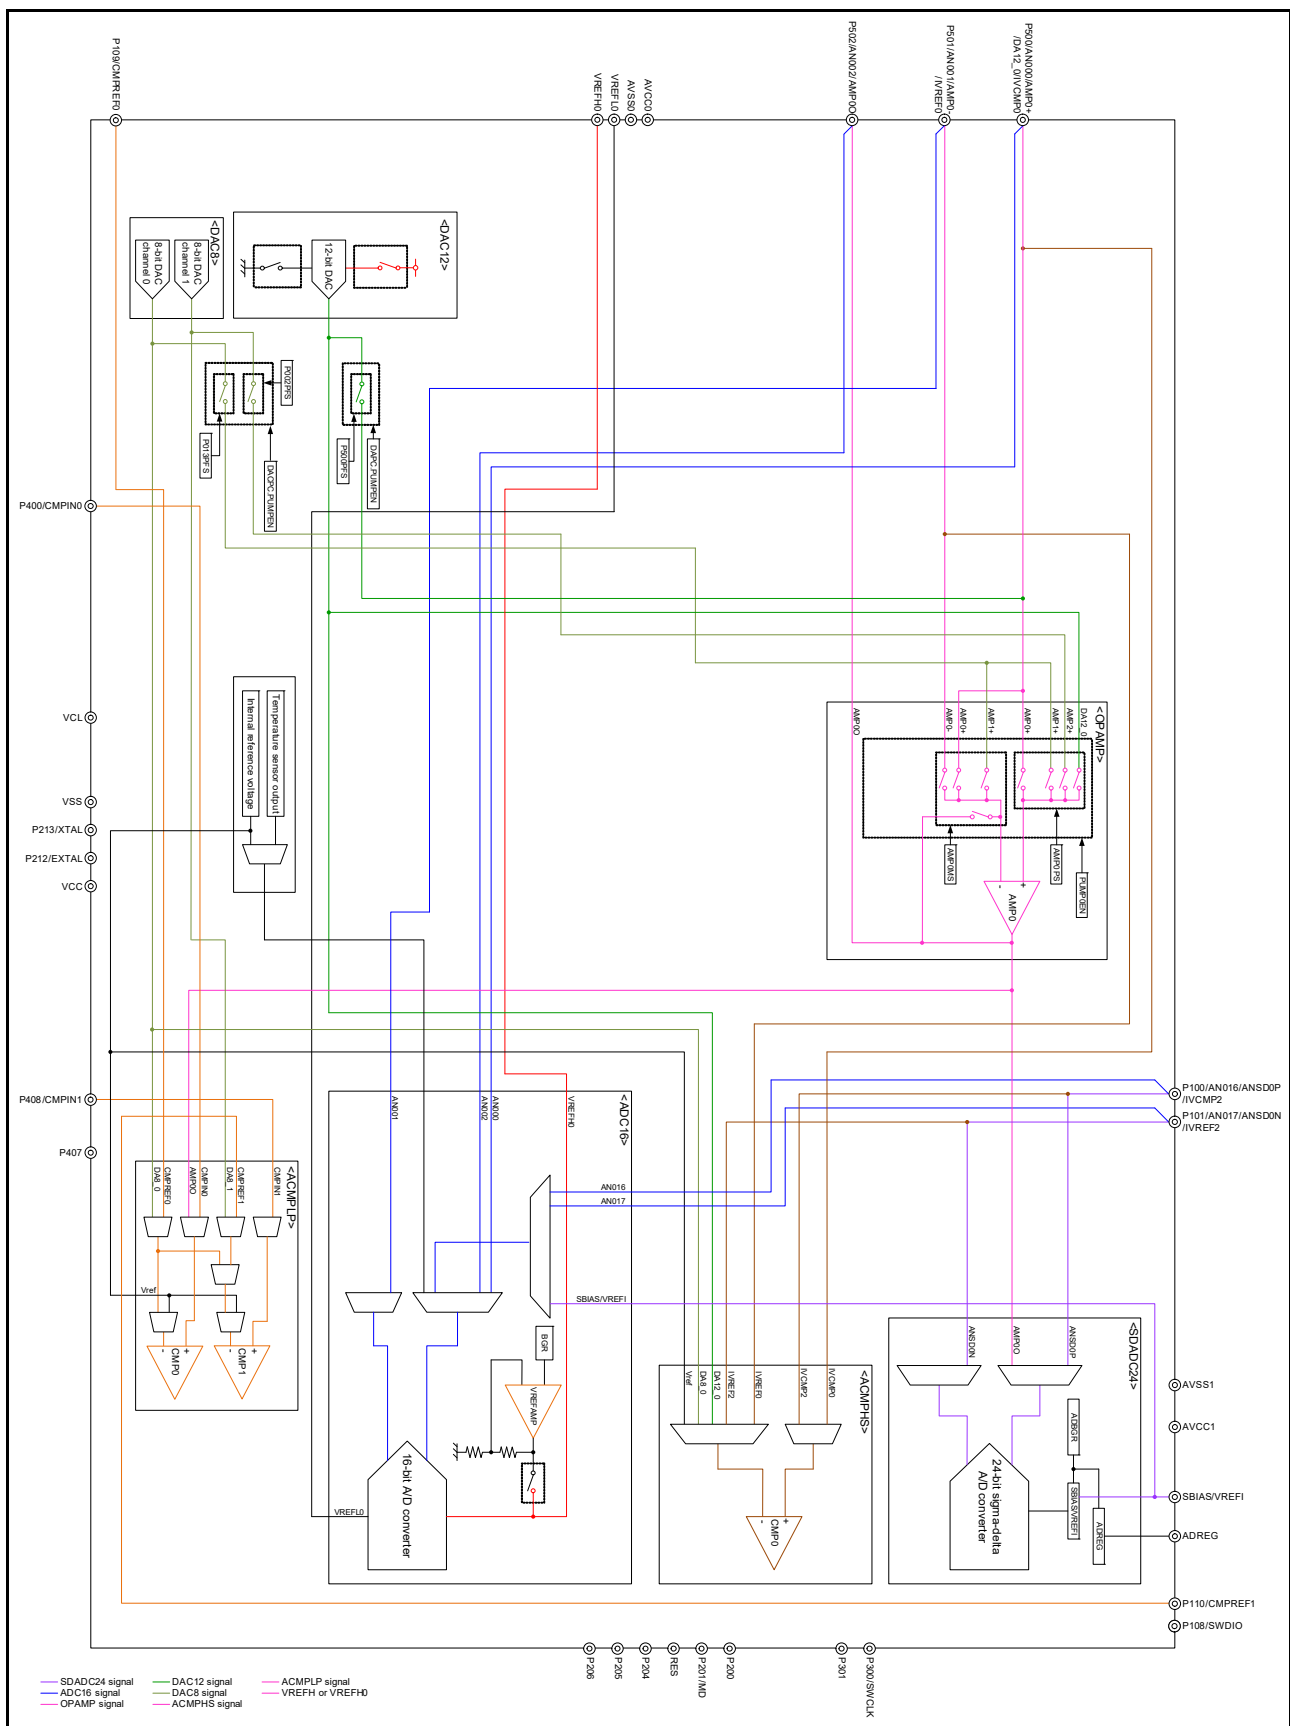 P109/CMPREF0
VREFH0
VREFL0
AVSS0
AVCC0
P502/AN002/AMP0O
P501/AN001/AMP0-
/IVREF0
P500/AN000/AMP0+
/DA12_0/IVCMP0
<DAC8>
8-bit DAC
channel 1
8-bit DAC
channel 0
<DAC12>
12-bit DAC
P002PFS
P013PFS
DACPC.PUMPEN
P500PFS
DAPC.PUMPEN
P400/CMPIN0
VCL
VSS
P213/XTAL
P212/EXTAL
VCC
P408/CMPIN1
P407
Temperature sensor output
Internal reference voltage
<OPAMP>
AMP0O
AMP0-
AMP0+
AMP1+
AMP0+
AMP1+
AMP2+
DA12_0
AMP0MS
AMP0PS
PUMP0EN
- +
AMP0
P100/AN016/ANSD0P
/IVCMP2
P101/AN017/ANSD0N
/IVREF2
<ACMPLP>
DA8_0
CMPREF0
AMP0O
CMPIN0
DA8_1
CMPREF1
CMPIN1
Vref
- +
CMP0
- +
CMP1
<ADC16>
AN001
AN002
AN000
VREFH0
AN016
AN017
SBIAS/VREFI
BGR
VREFAMP
VREFL0
16-bit A/D converter
<ACMPHS>
Vref
DA8_0
DA12_0
IVREF2
IVREF0
IVCMP2
IVCMP0
- +
CMP0
<SDADC24>
ANSD0N
AMP0O
ANSD0P
ADBGR
SBIAS/VREFI
ADREG
24-bit sigma-delta
A/D converter
AVSS1
AVCC1
SBIAS/VREFI
ADREG
P110/CMPREF1
P108/SWDIO
P206
P205
P204
RES
P201/MD
P200
P301
P300/SWCLK
SDADC24 signal
ADC16 signal
OPAMP signal
DAC12 signal
DAC8 signal
ACMPHS signal
ACMPLP signal
VREFH or VREFH0